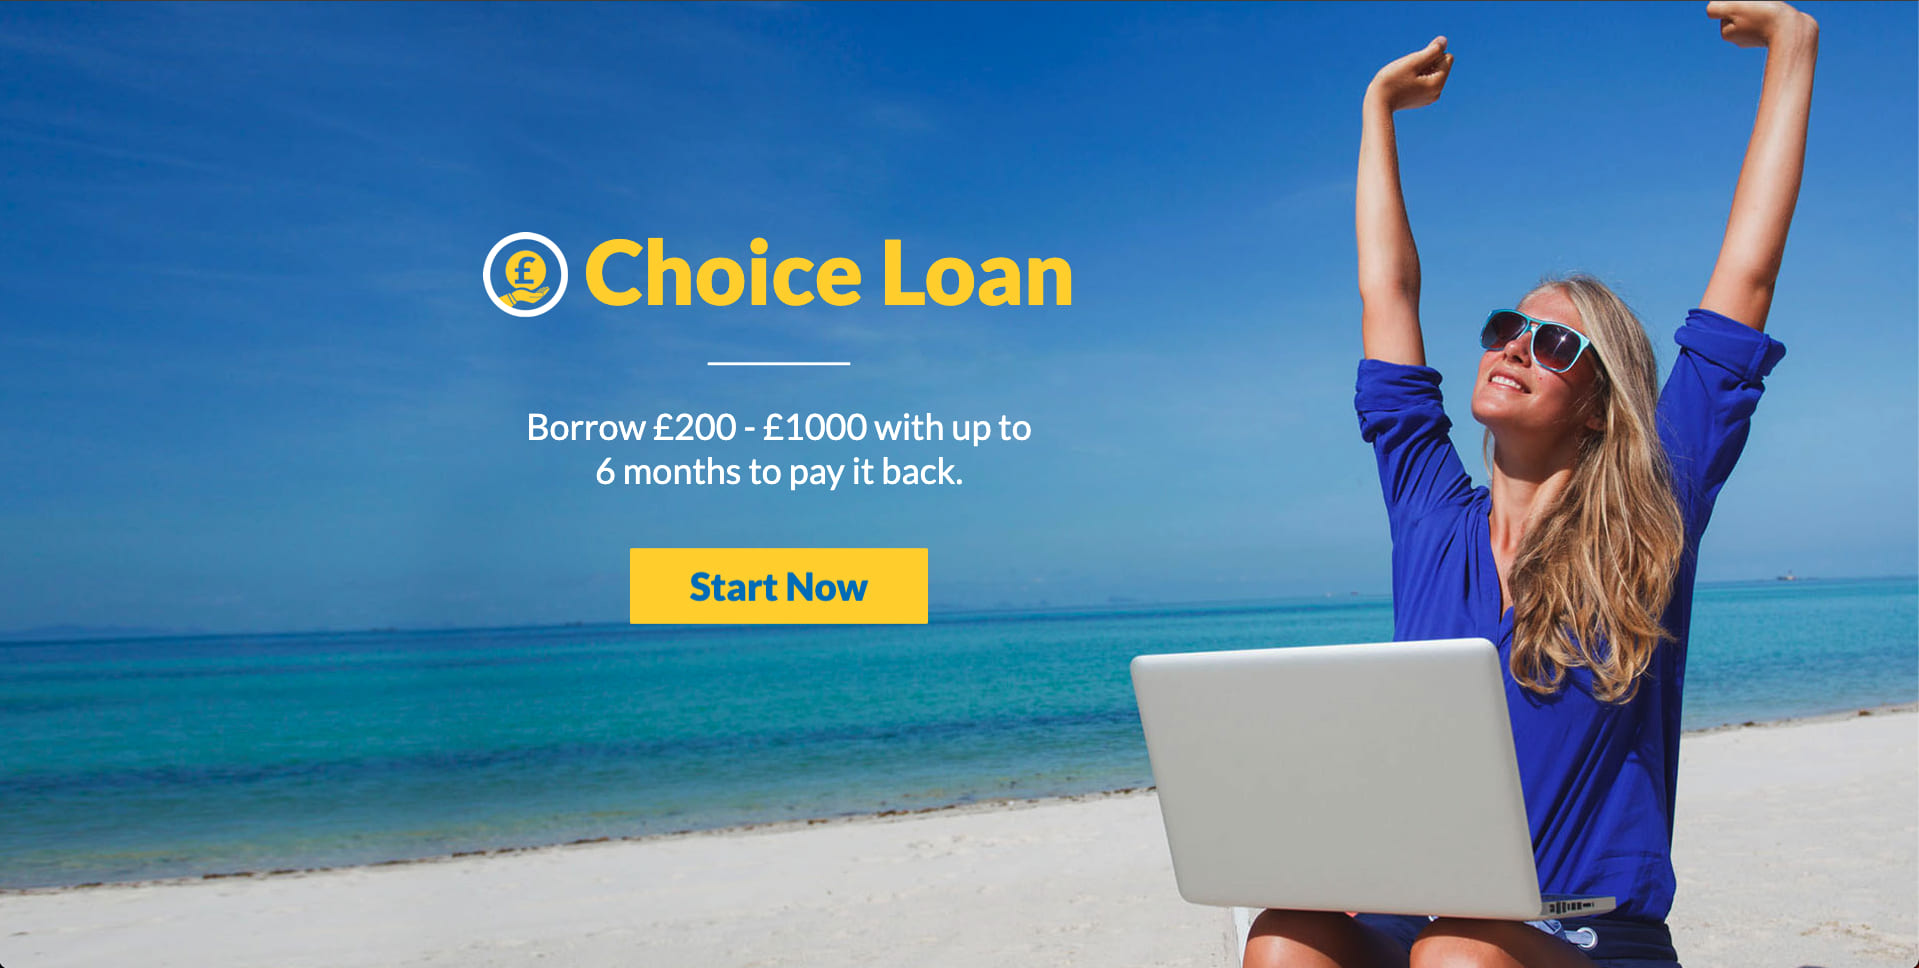 £
Choice Loan
Borrow £200 - £1000 with up to
6 months to pay it back.
Start Now